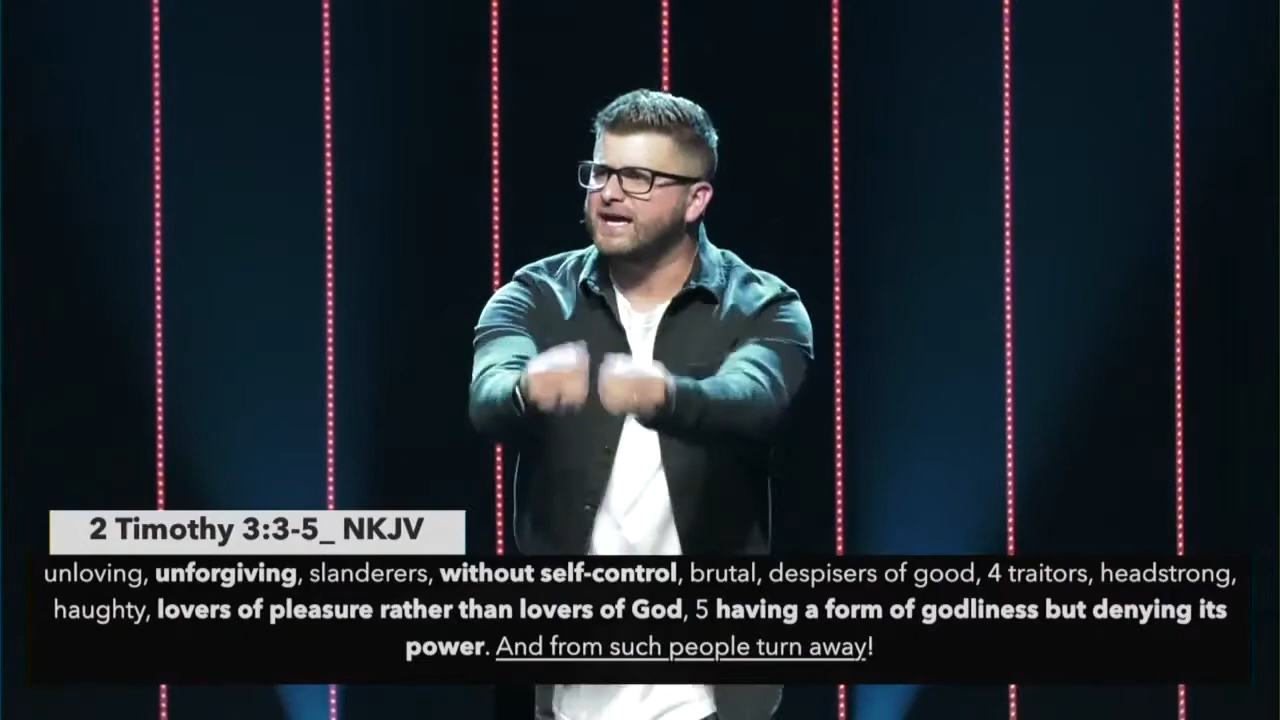 2 Timothy 3:3-5_ NKJV
unloving, unforgiving, slanderers, without self-control, brutal, despisers of good, 4 traitors, headstrong,
haughty, lovers of pleasure rather than lovers of God, 5 having a form of godliness but denying its
power. And from such people turn away!